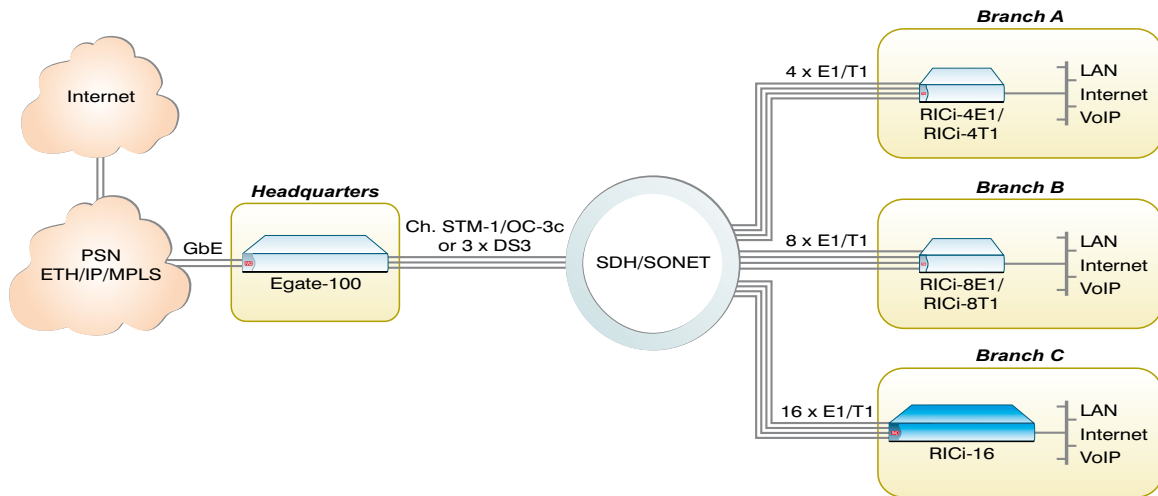 Internet
PSN
ETH/IP/MPLS
GbE
Headquarters
Egate-100
Ch. STM-1/OC-3c
or 3 x DS3
SDH/SONET
Branch A
4 x E1/T1
RICi-4E1/
RICi-4T1
LAN
Internet
VoIP
Branch B
8 x E1/T1
RICi-8E1/
RICi-8T1
LAN
Internet
VoIP
Branch C
16 x E1/T1
RICi-16
LAN
Internet
VoIP